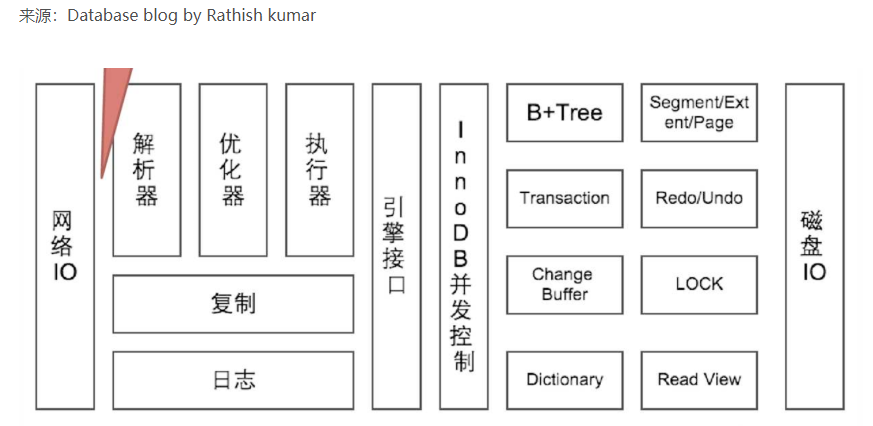 来源：Database blog by Rathish kumar
网络IO
解析器
优化器
执行器
复制
日志
引擎接口
InnoDB并发控制
B+Tree
Segment/Ext
ent/Page
Transaction
Redo/Undo
Change
Buffer
LOCK
Dictionary
Read View
磁盘IO